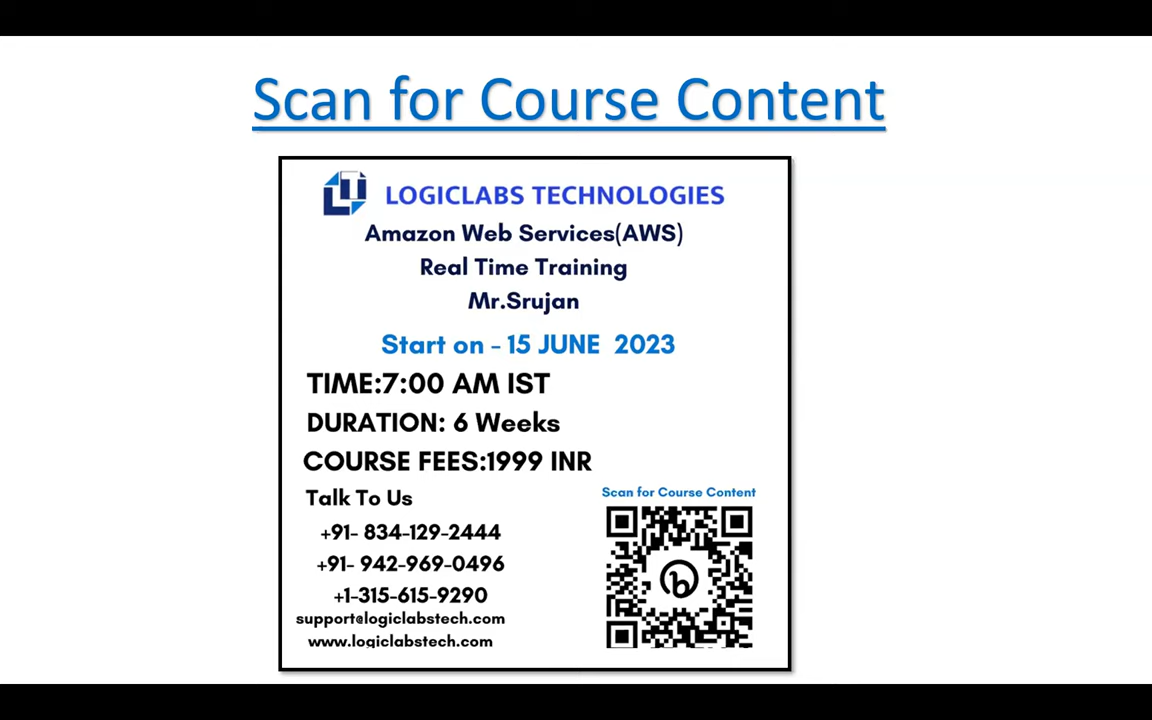 Scan for Course Content
LOGICLABS TECHNOLOGIES
Amazon Web Services(AWS)
Real Time Training
Mr.Srujan
Start on - 15 JUNE 2023
TIME:7:00 AM IST
DURATION: 6 Weeks
COURSE FEES:1999 INR
Talk To Us
+91- 834-129-2444
+91- 942-969-0496
+1-315-615-9290
support@logiclabstech.com
www.logiclabstech.com
Scan for Course Content